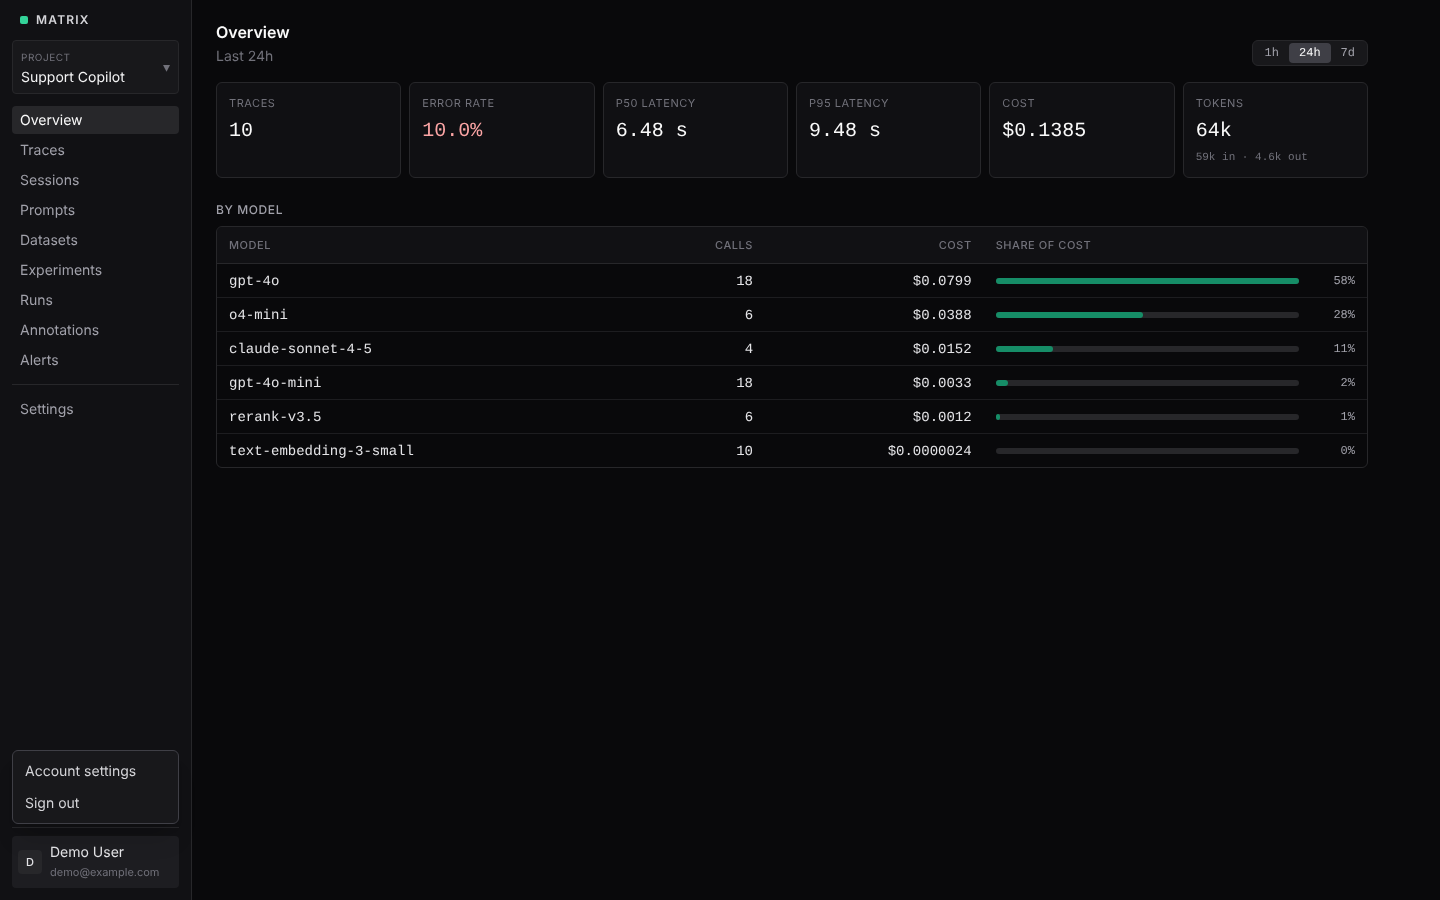 MATRIX
PROJECT
Support Copilot
Overview
Traces
Sessions
Prompts
Datasets
Experiments
Runs
Annotations
Alerts
Settings
Account settings
Sign out
D
Demo User
demo@example.com
Overview
Last 24h
1h 24h 7d
TRACES
10
ERROR RATE
10.0%
P50 LATENCY
6.48 s
P95 LATENCY
9.48 s
COST
$0.1385
TOKENS
64k
59k in · 4.6k out
BY MODEL
MODEL CALLS COST SHARE OF COST
gpt-4o 18 $0.0799 58%
o4-mini 6 $0.0388 28%
claude-sonnet-4-5 4 $0.0152 11%
gpt-4o-mini 18 $0.0033 2%
rerank-v3.5 6 $0.0012 1%
text-embedding-3-small 10 $0.0000024 0%